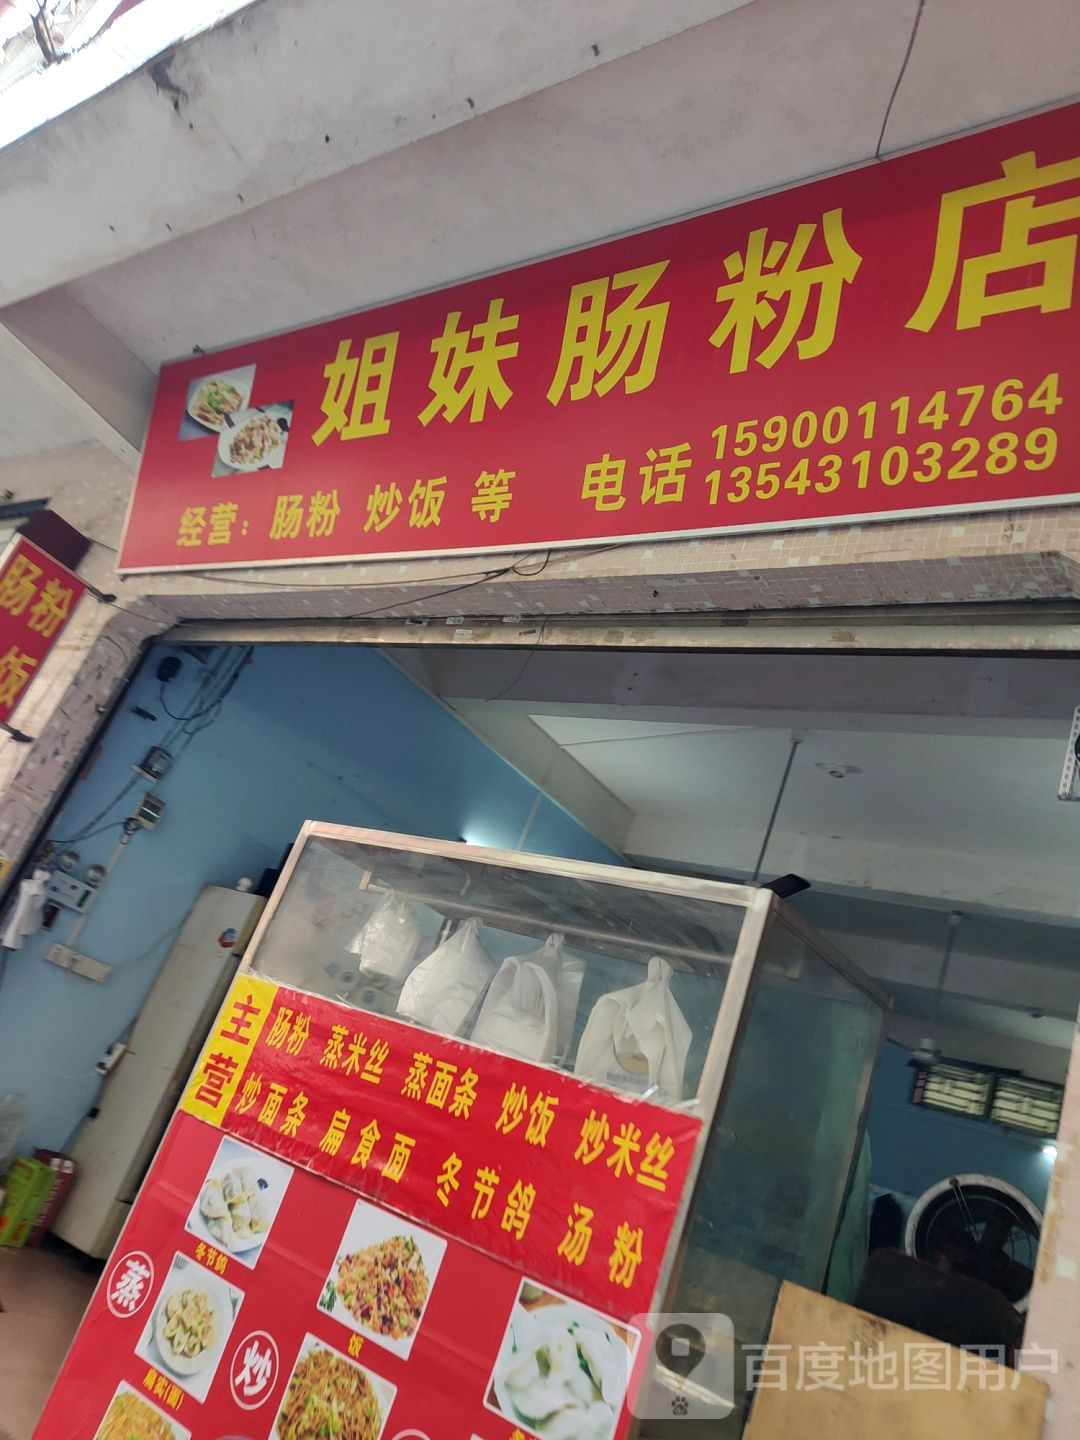 姐妹肠粉店
经营：肠粉 炒饭 等 电话 15900114764
13543103289
肠粉
饭
主营
肠粉 蒸米丝 蒸面条 炒饭 炒米丝
炒面条 扁食面 冬节鸽 汤粉
冬节鸽
蒸
饭
炒
百度地图用户